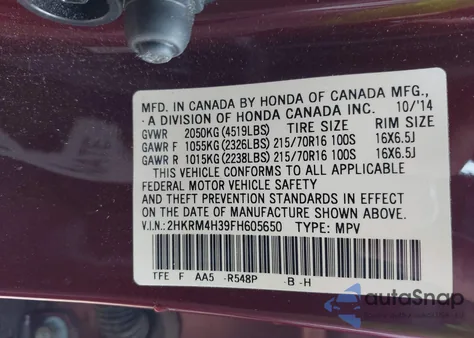 MFD. IN CANADA BY HONDA OF CANADA MFG.,
A DIVISION OF HONDA CANADA INC. 10/'14
GVWR 2050KG (4519LBS) TIRE SIZE RIM SIZE
GAWR F 1055KG (2326LBS) 215/70R16 100S 16X6.5J
GAWR R 1015KG (2238LBS) 215/70R16 100S 16X6.5J
THIS VEHICLE CONFORMS TO ALL APPLICABLE
FEDERAL MOTOR VEHICLE SAFETY
AND THEFT PREVENTION STANDARDS IN EFFECT
ON THE DATE OF MANUFACTURE SHOWN ABOVE.
V.I.N.: 2HKRM4H39FH605650 TYPE: MPV
TFE F AA5 -R548P -B -H
autoSnap